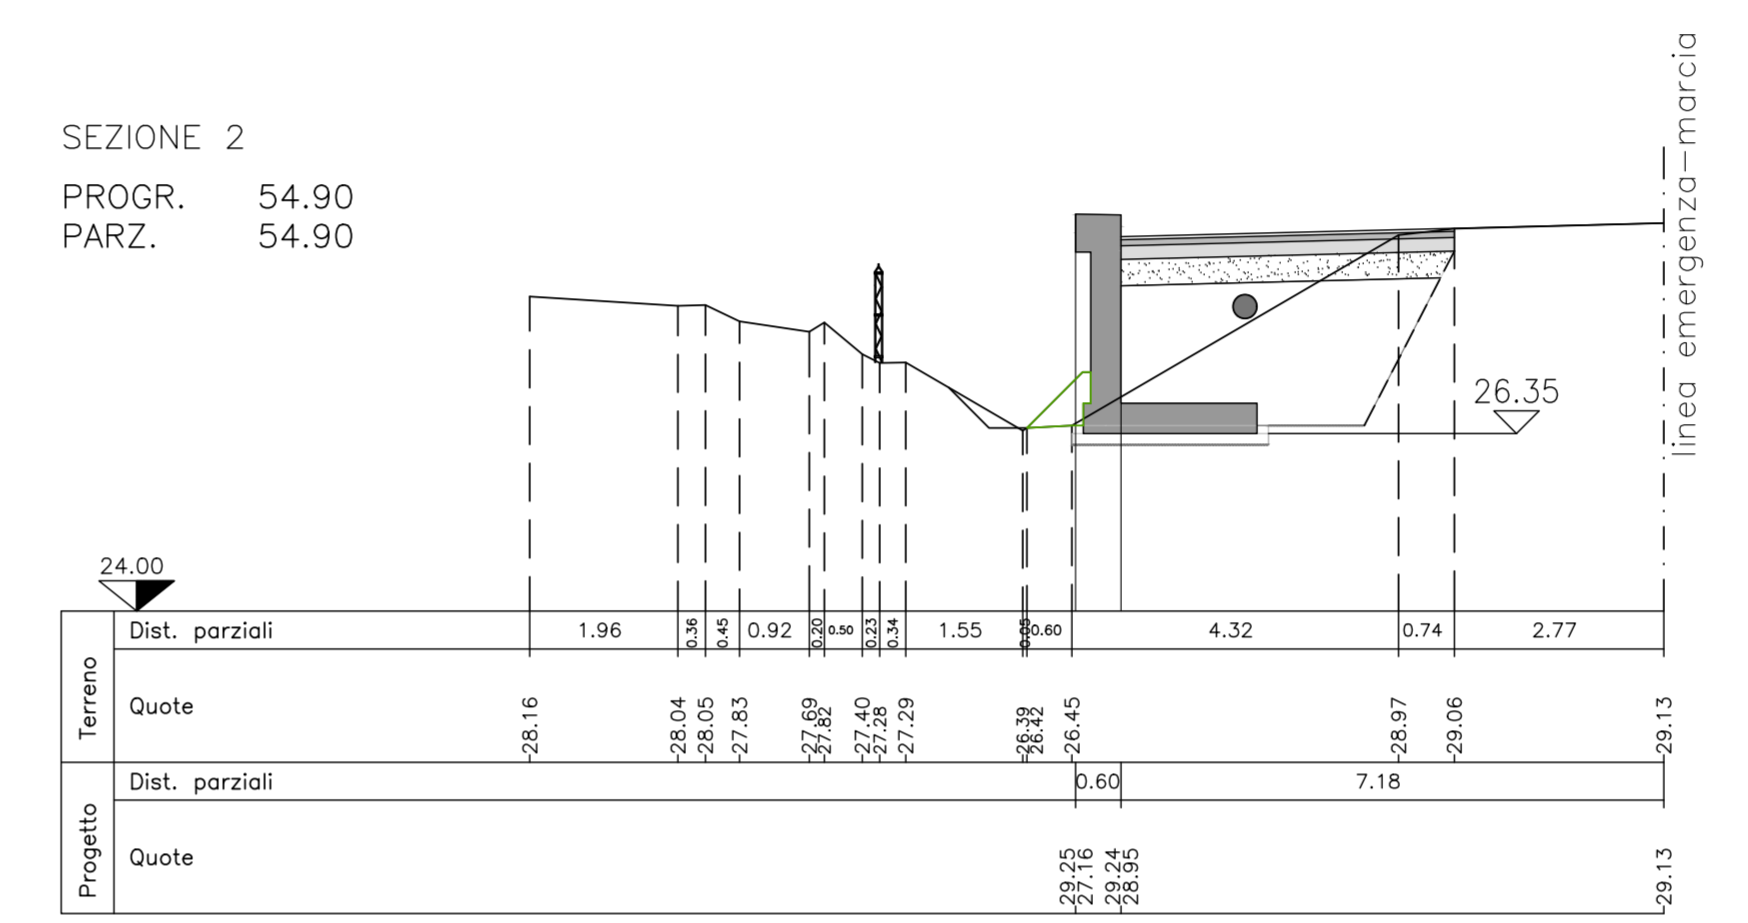 linea emergenza-marcia
SEZIONE 2
PROGR. 54.90
PARZ. 54.90
26.35
24.00
Terreno
Dist. parziali 1.96 0.36 0.45 0.92 0.20 0.50 0.23 0.34 1.55 0.05 0.60 4.32 0.74 2.77
Quote 28.16 28.04 28.05 27.83 27.69 27.82 27.40 27.28 27.29 26.39 26.42 26.45 28.97 29.06 29.13
Progetto
Dist. parziali 0.60 7.18
Quote 29.25 27.16 29.24 28.95 29.13